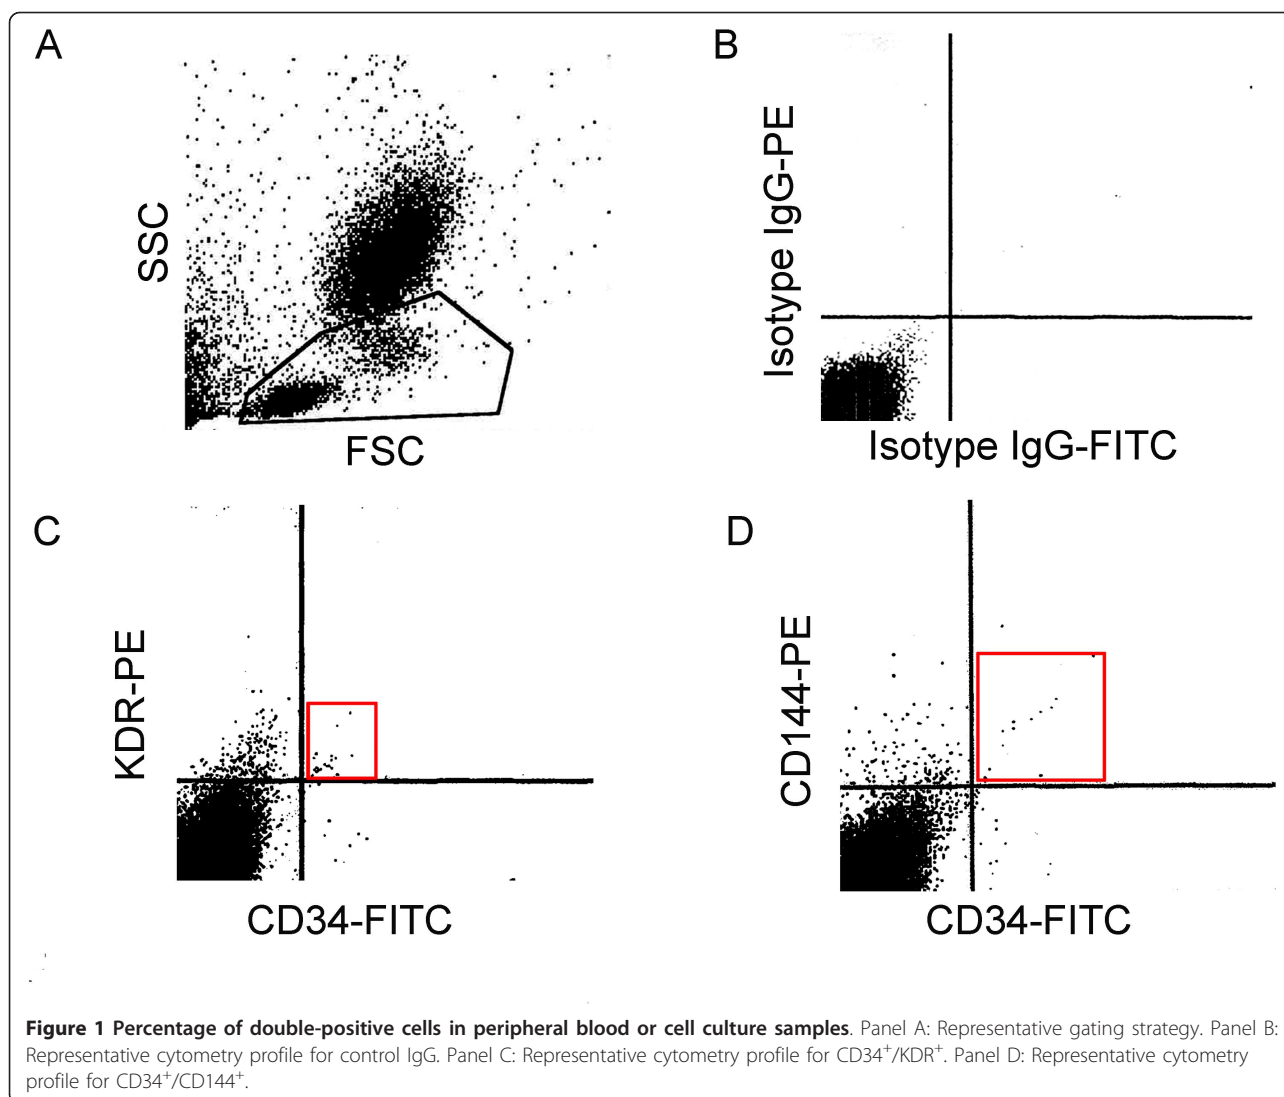 A
SSC
FSC
B
Isotype IgG-PE
Isotype IgG-FITC
C
KDR-PE
CD34-FITC
D
CD144-PE
CD34-FITC
Figure 1 Percentage of double-positive cells in peripheral blood or cell culture samples. Panel A: Representative gating strategy. Panel B:
Representative cytometry profile for control IgG. Panel C: Representative cytometry profile for CD34⁺/KDR⁺. Panel D: Representative cytometry
profile for CD34⁺/CD144⁺.